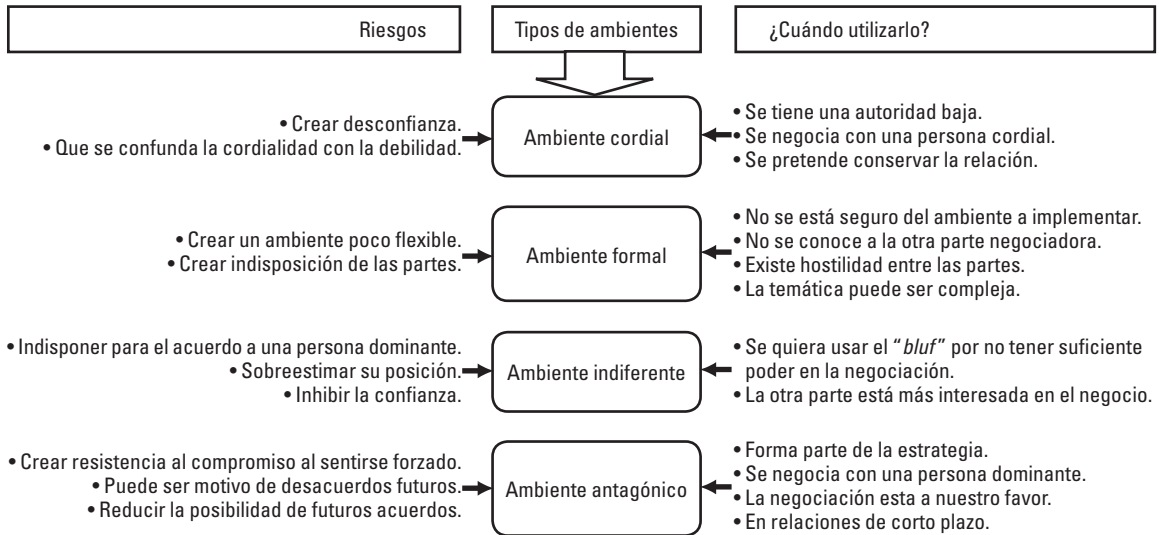 Riesgos
Tipos de ambientes
¿Cuándo utilizarlo?
• Crear desconfianza.
• Que se confunda la cordialidad con la debilidad.
Ambiente cordial
• Se tiene una autoridad baja.
• Se negocia con una persona cordial.
• Se pretende conservar la relación.
• Crear un ambiente poco flexible.
• Crear indisposición de las partes.
Ambiente formal
• No se está seguro del ambiente a implementar.
• No se conoce a la otra parte negociadora.
• Existe hostilidad entre las partes.
• La temática puede ser compleja.
• Indisponer para el acuerdo a una persona dominante.
• Sobreestimar su posición.
• Inhibir la confianza.
Ambiente indiferente
• Se quiera usar el "bluf" por no tener suficiente
poder en la negociación.
• La otra parte está más interesada en el negocio.
• Crear resistencia al compromiso al sentirse forzado.
• Puede ser motivo de desacuerdos futuros.
• Reducir la posibilidad de futuros acuerdos.
Ambiente antagónico
• Forma parte de la estrategia.
• Se negocia con una persona dominante.
• La negociación esta a nuestro favor.
• En relaciones de corto plazo.